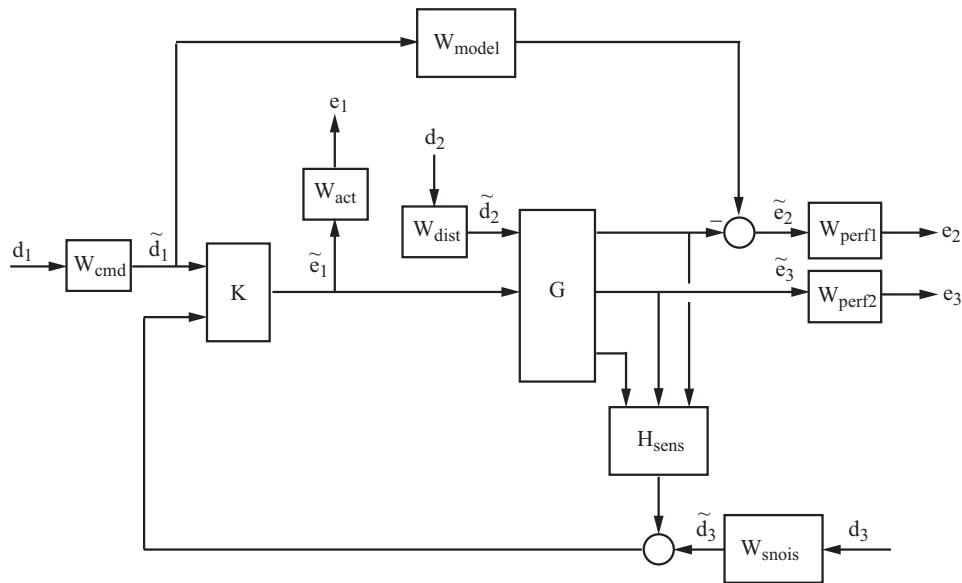 W_model
e_1
d_2
W_act
W_dist
d̃_2
−
ẽ_2
W_perf1
e_2
d_1
W_cmd
d̃_1
K
ẽ_1
G
ẽ_3
W_perf2
e_3
H_sens
d̃_3
W_snois
d_3